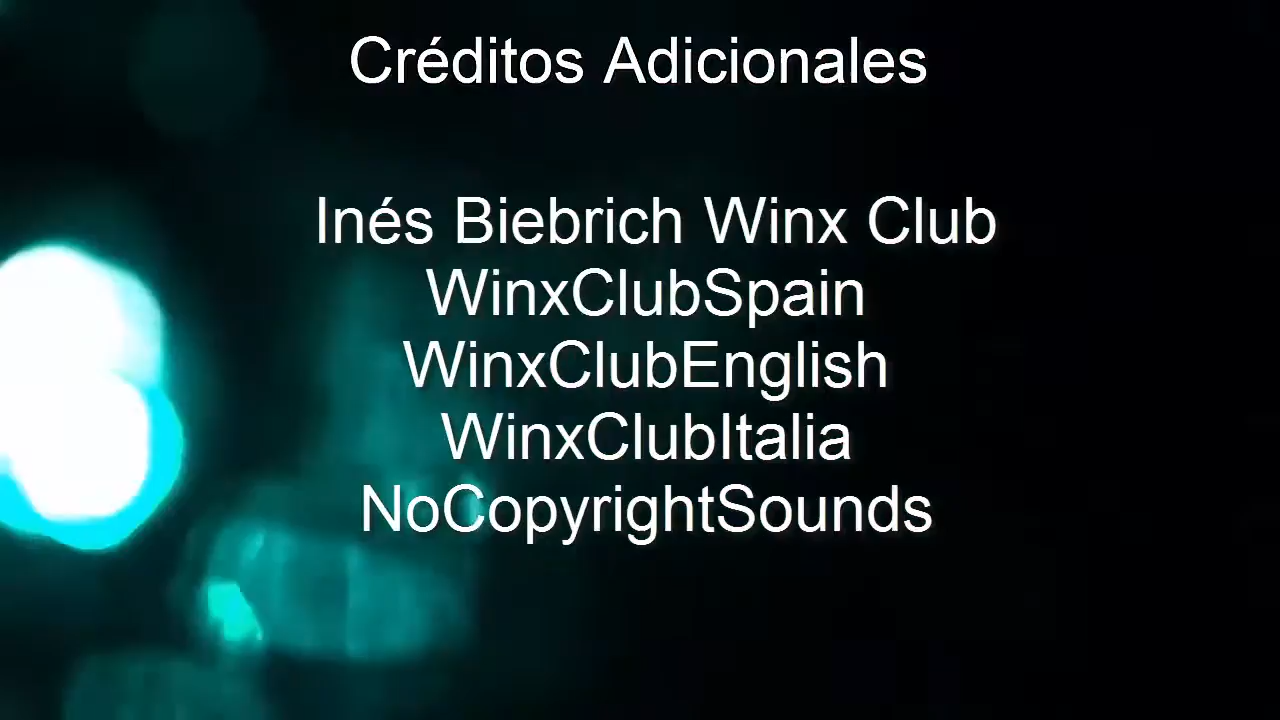 Créditos Adicionales
Inés Biebrich Winx Club
WinxClubSpain
WinxClubEnglish
WinxClubItalia
NoCopyrightSounds